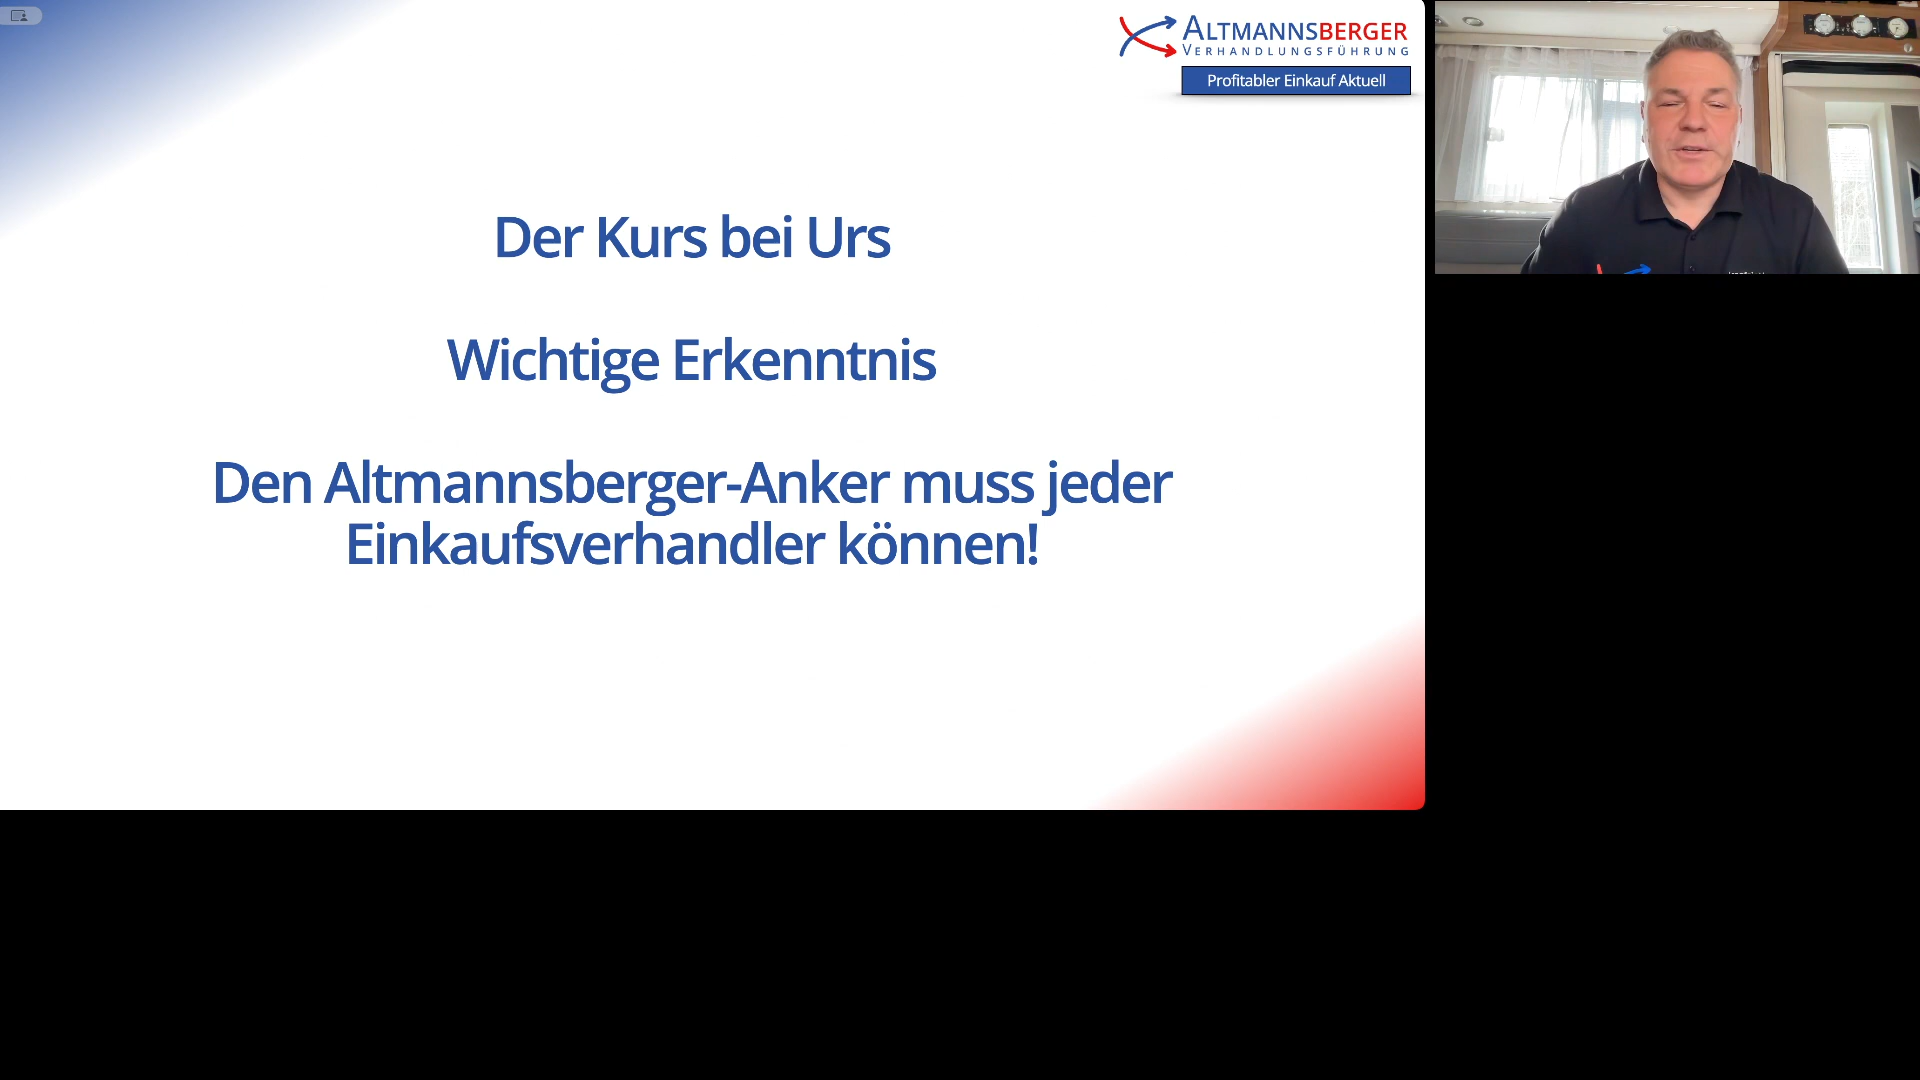 ALTMANNSBERGER
VERHANDLUNGSFÜHRUNG
Profitabler Einkauf Aktuell
Der Kurs bei Urs
Wichtige Erkenntnis
Den Altmannsberger-Anker muss jeder
Einkaufsverhandler können!